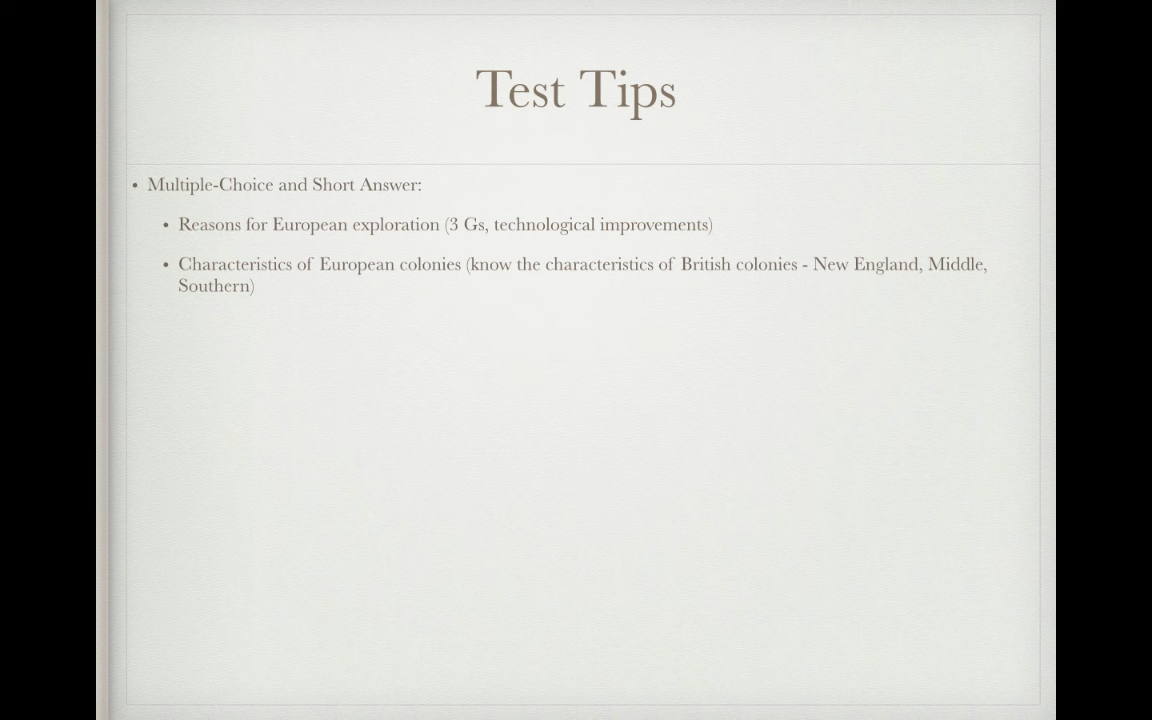 Test Tips
• Multiple-Choice and Short Answer:
• Reasons for European exploration (3 Gs, technological improvements)
• Characteristics of European colonies (know the characteristics of British colonies - New England, Middle,
Southern)